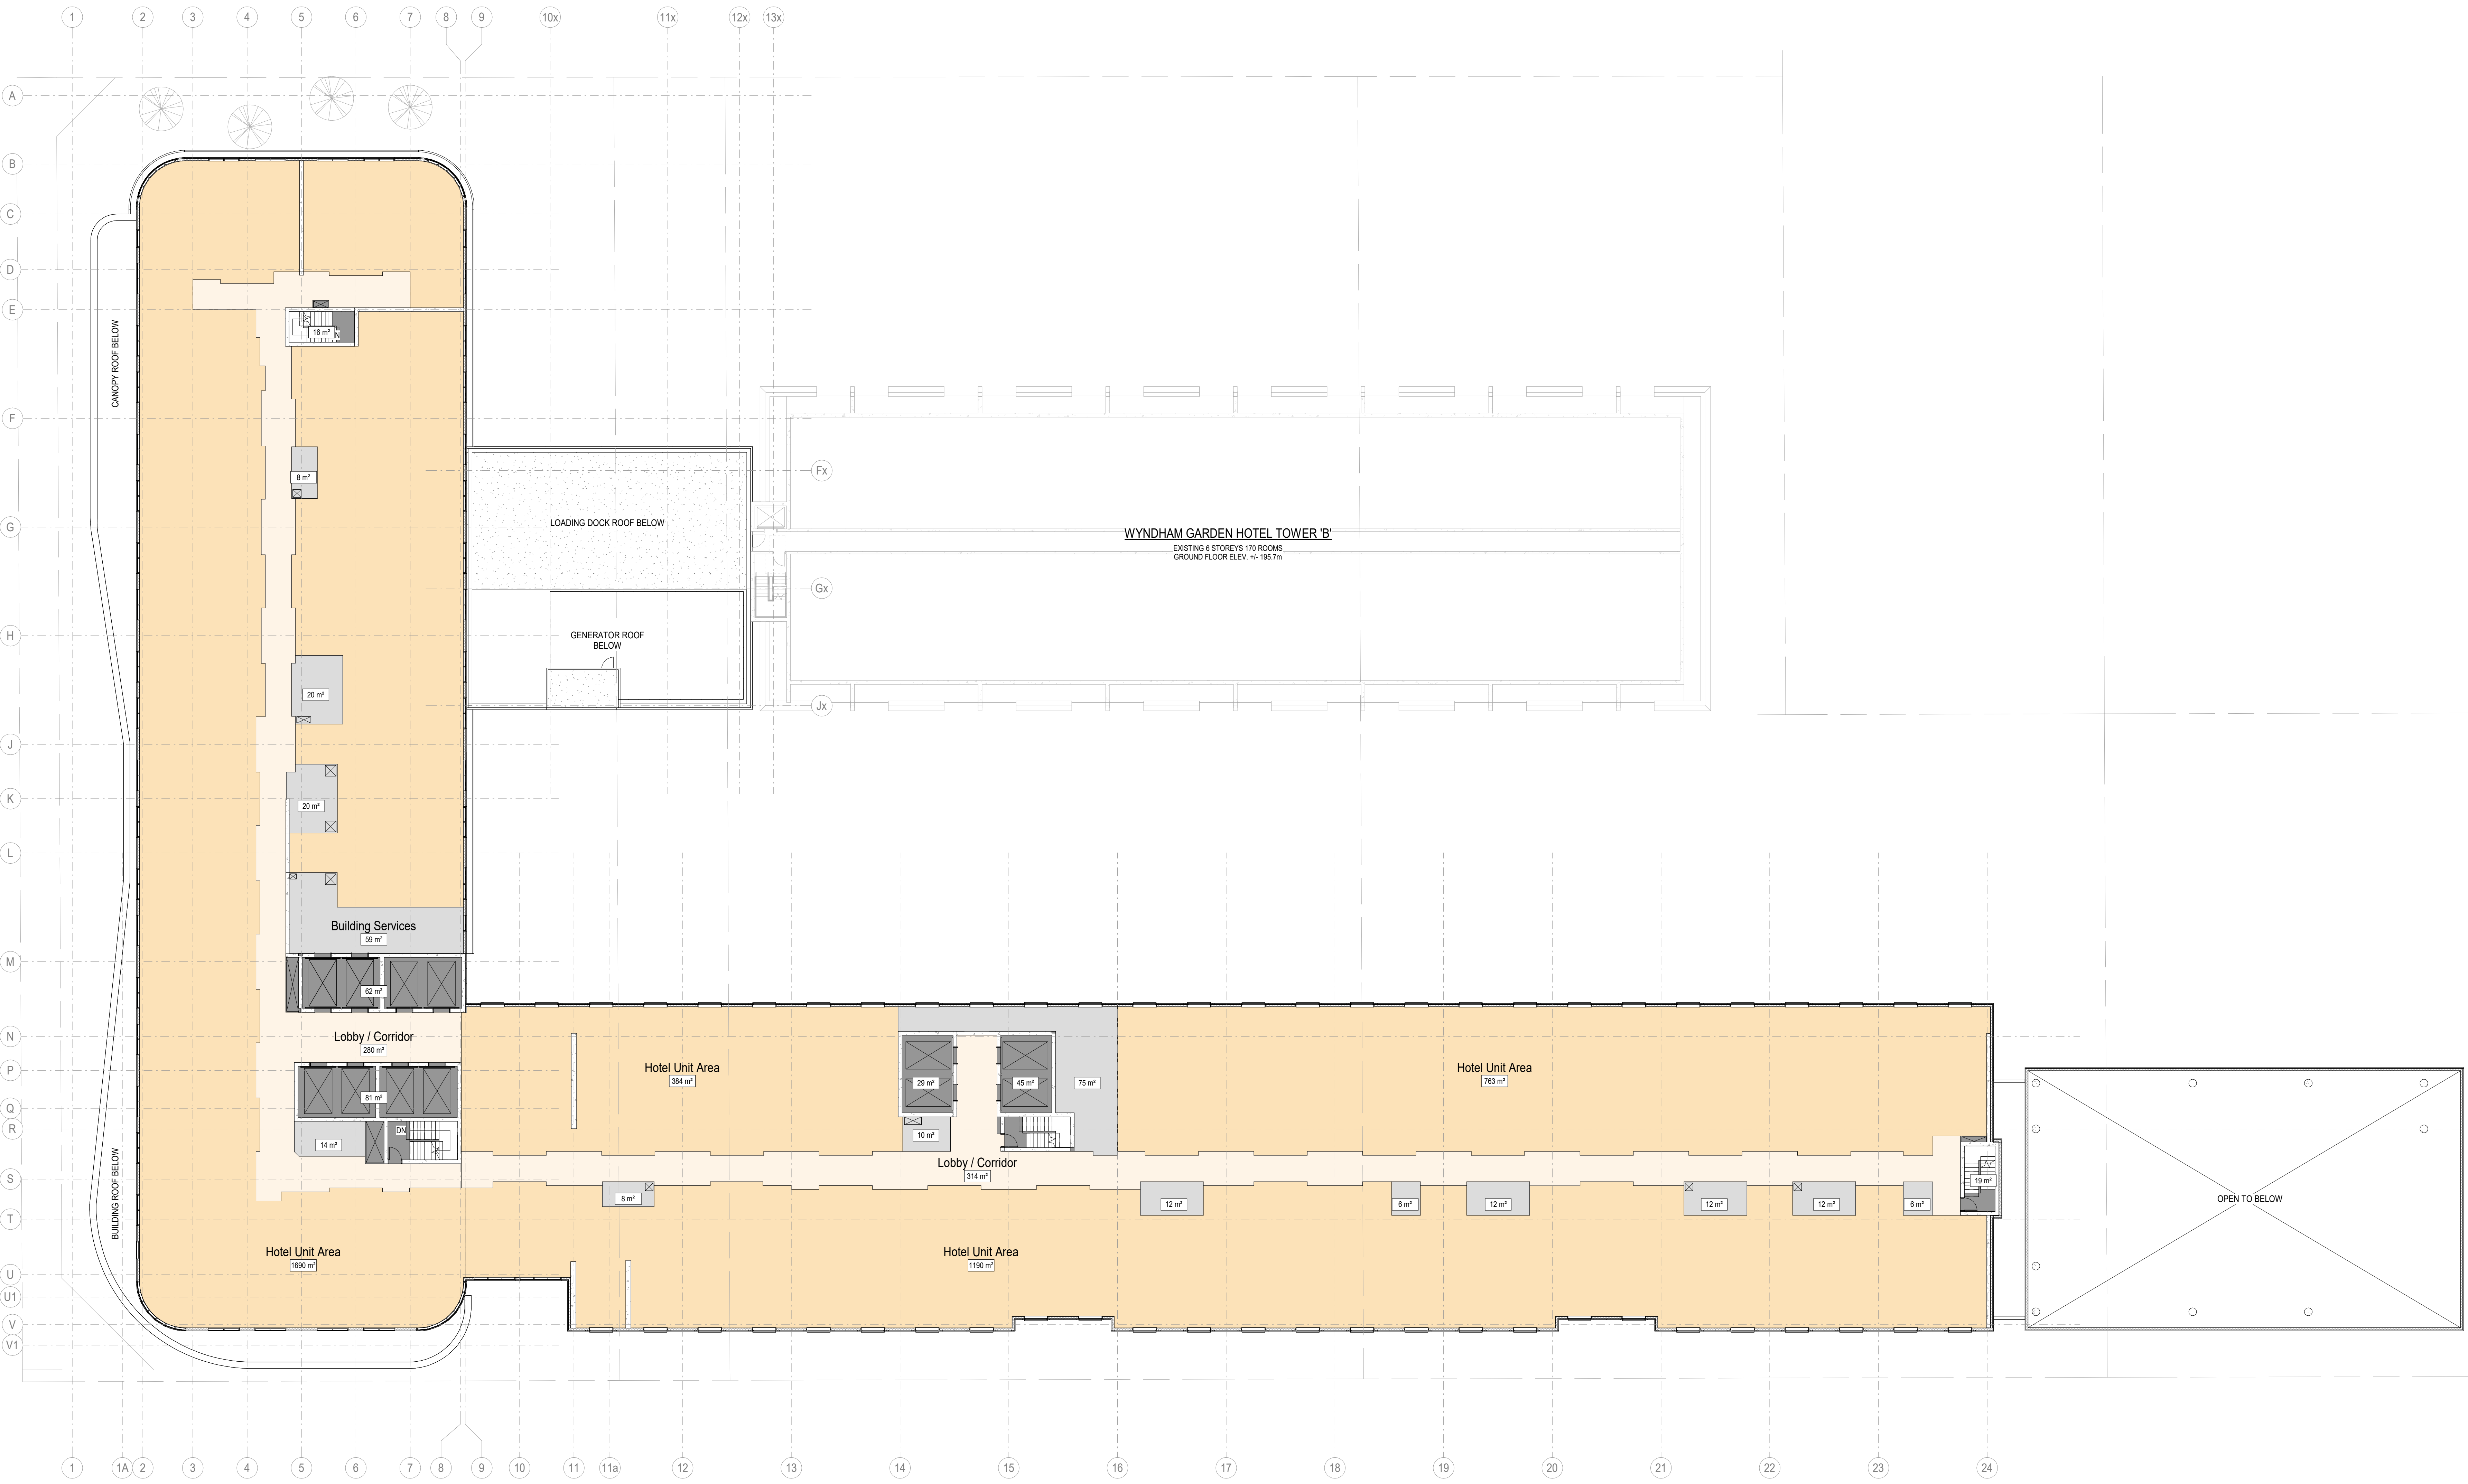 1 2 3 4 5 6 7 8 9 10x 11x 12x 13x
A
B
C
D
E
16 m²
CANOPY ROOF BELOW
F
Fx
8 m²
G
LOADING DOCK ROOF BELOW
WYNDHAM GARDEN HOTEL TOWER 'B'
EXISTING 6 STOREYS 170 ROOMS
GROUND FLOOR ELEV. +/- 195.7m
Gx
H
GENERATOR ROOF
BELOW
20 m²
Jx
J
K
20 m²
L
Building Services
59 m²
M
62 m²
N
Lobby / Corridor
280 m²
P
Hotel Unit Area
384 m²
29 m²
45 m²
75 m²
Hotel Unit Area
763 m²
81 m²
Q
R
DN
14 m²
10 m²
Lobby / Corridor
314 m²
S
BUILDING ROOF BELOW
8 m²
12 m²
6 m²
12 m²
12 m²
12 m²
6 m²
19 m²
OPEN TO BELOW
T
Hotel Unit Area
1690 m²
Hotel Unit Area
1190 m²
U
U1
V
V1
1 1A 2 3 4 5 6 7 8 9 10 11 11a 12 13 14 15 16 17 18 19 20 21 22 23 24